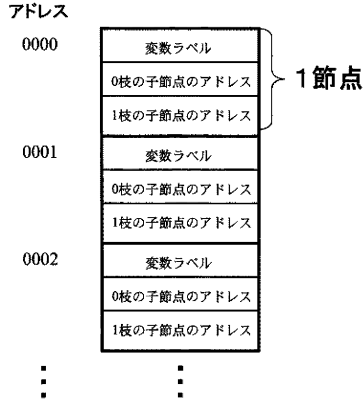 アドレス
0000
変数ラベル
0枝の子節点のアドレス
1枝の子節点のアドレス
1節点
0001
変数ラベル
0枝の子節点のアドレス
1枝の子節点のアドレス
0002
変数ラベル
0枝の子節点のアドレス
1枝の子節点のアドレス